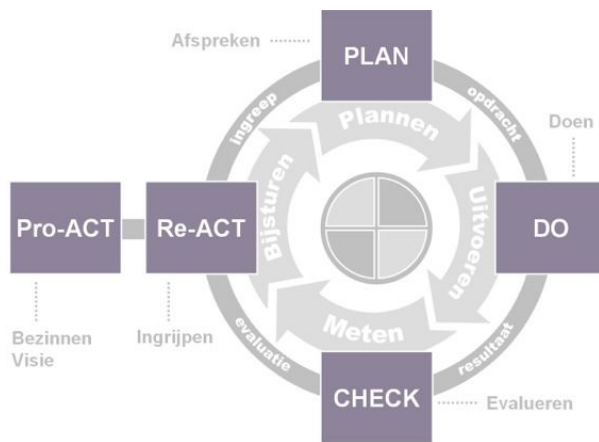 Afspreken
PLAN
ingreep
opdracht
Plannen
Doen
Bijsturen
Uitvoeren
Pro-ACT
Re-ACT
DO
Bezinnen
Visie
Ingrijpen
evaluatie
Meten
resultaat
CHECK
Evalueren